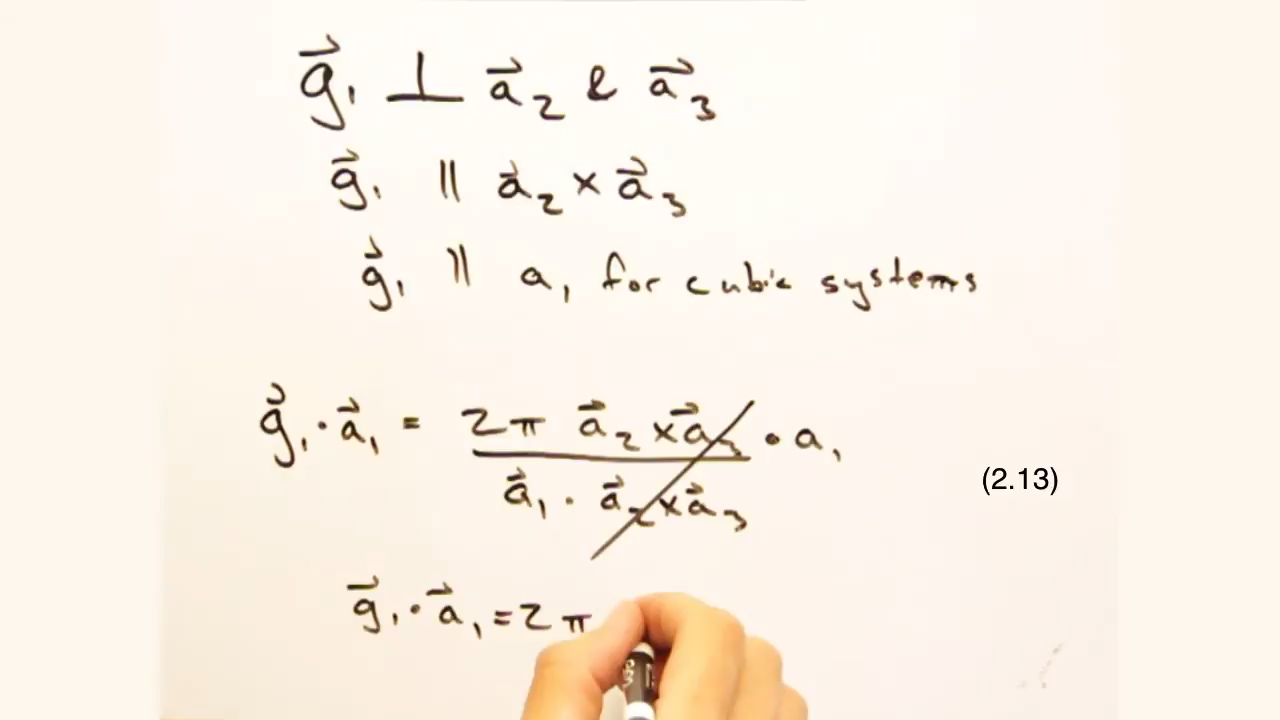 g⃗₁ ⊥ a⃗₂ & a⃗₃
g⃗₁ || a⃗₂ × a⃗₃
g⃗₁ || a₁ for cubic systems
g⃗₁ · a⃗₁ = 2π a⃗₂ × a⃗₃ / a⃗₁ · a⃗₂ × a⃗₃ · a₁
(2.13)
g⃗₁ · a⃗₁ = 2π